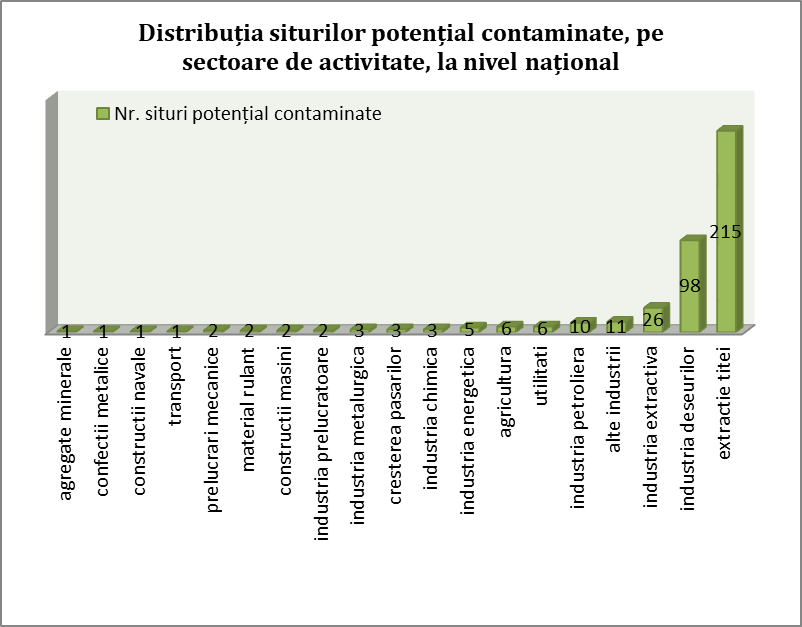 Distribuția siturilor potențial contaminate, pe
sectoare de activitate, la nivel național
Nr. situri potențial contaminate
1
1
1
1
2
2
2
2
3
3
3
5
6
6
10
11
26
98
215
agregate minerale
confectii metalice
constructii navale
transport
prelucrari mecanice
material rulant
constructii masini
industria prelucratoare
industria metalurgica
cresterea pasarilor
industria chimica
industria energetica
agricultura
utilitati
industria petroliera
alte industrii
industria extractiva
industria deseurilor
extractie titei